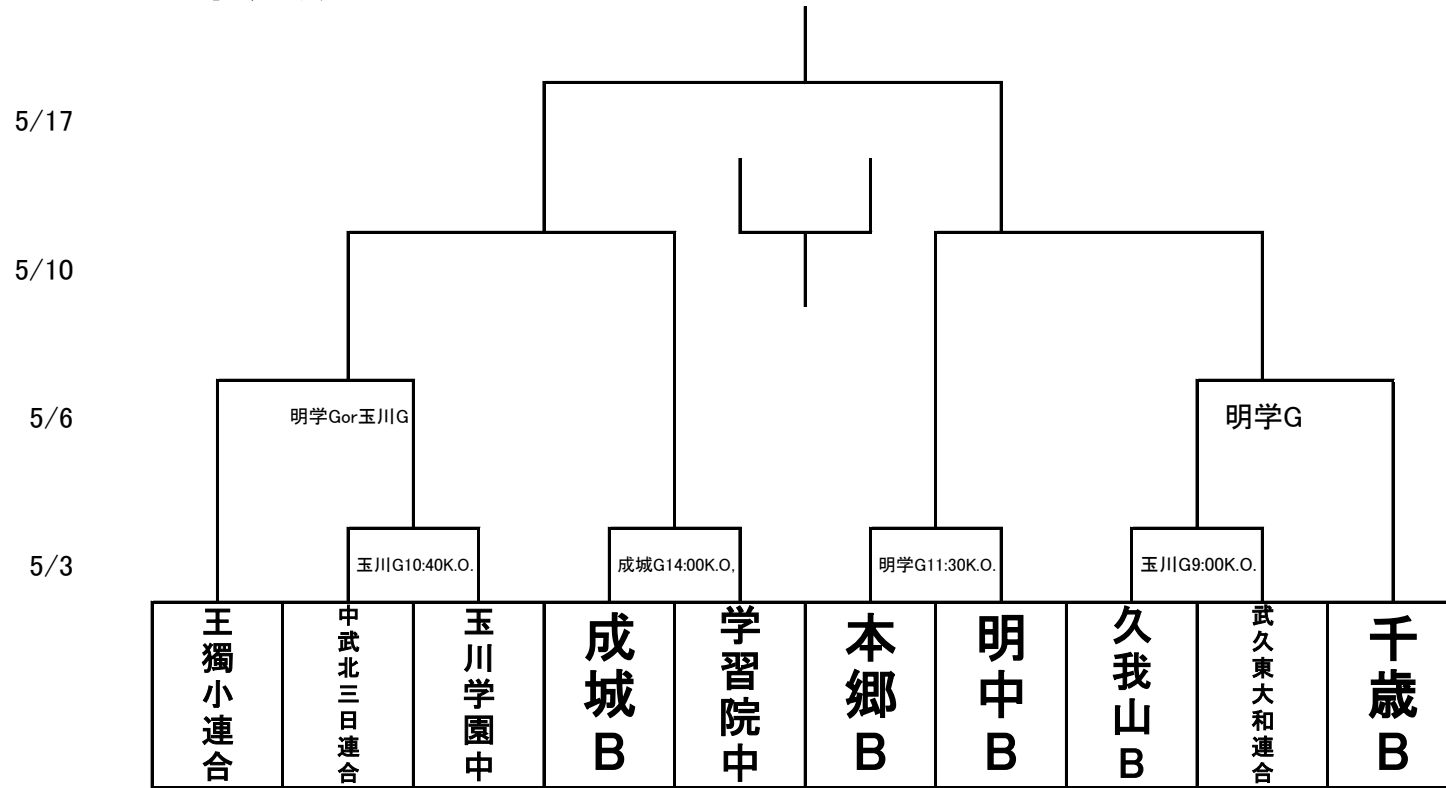 5/17
5/10
5/6
明学Gor玉川G
明学G
5/3
玉川G10:40K.O.
成城G14:00K.O,
明学G11:30K.O.
玉川G9:00K.O.
王獨小連合
中武北三日連合
玉川学園中
成城B
学習院中
本郷B
明中B
久我山B
武久東大和連合
千歳B